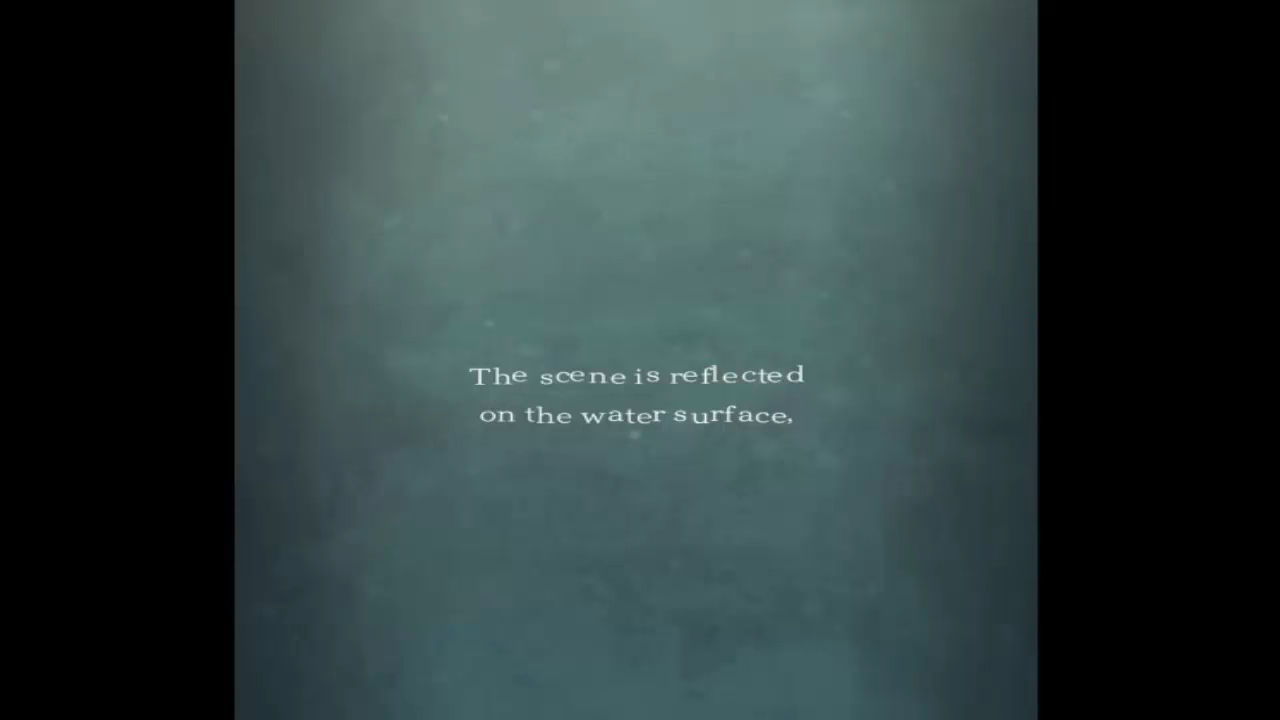 The scene is reflected
on the water surface,